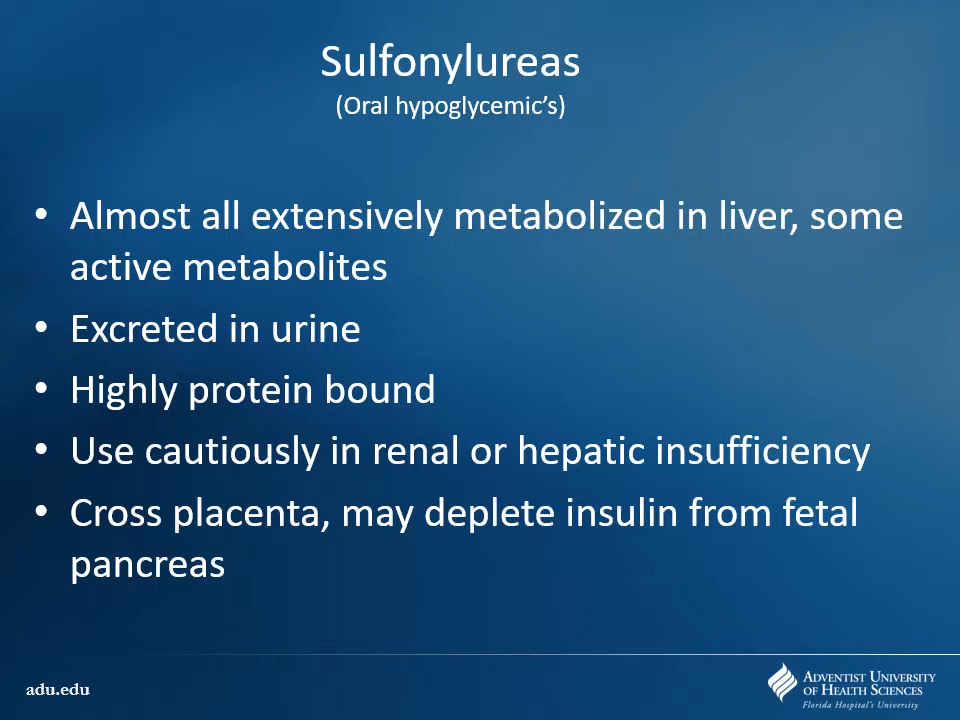 Sulfonylureas
(Oral hypoglycemic’s)
• Almost all extensively metabolized in liver, some
active metabolites
• Excreted in urine
• Highly protein bound
• Use cautiously in renal or hepatic insufficiency
• Cross placenta, may deplete insulin from fetal
pancreas
adu.edu
ADVENTIST UNIVERSITY
OF HEALTH SCIENCES
Florida Hospital's University